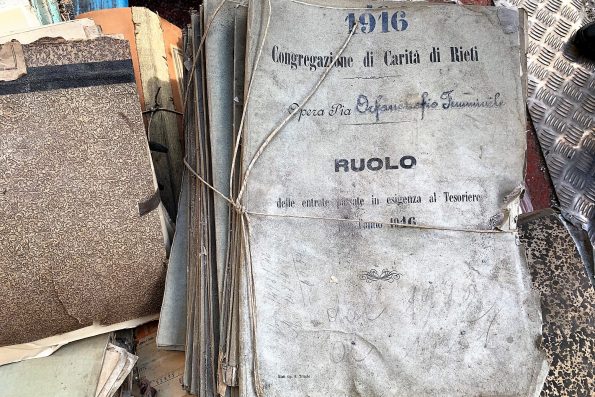 1916
Congregazione di Carità di Rieti
Opera Pia Orfanotrofio Femminile
RUOLO
delle entrate passate in esigenza al Tesoriere
l'anno 1916